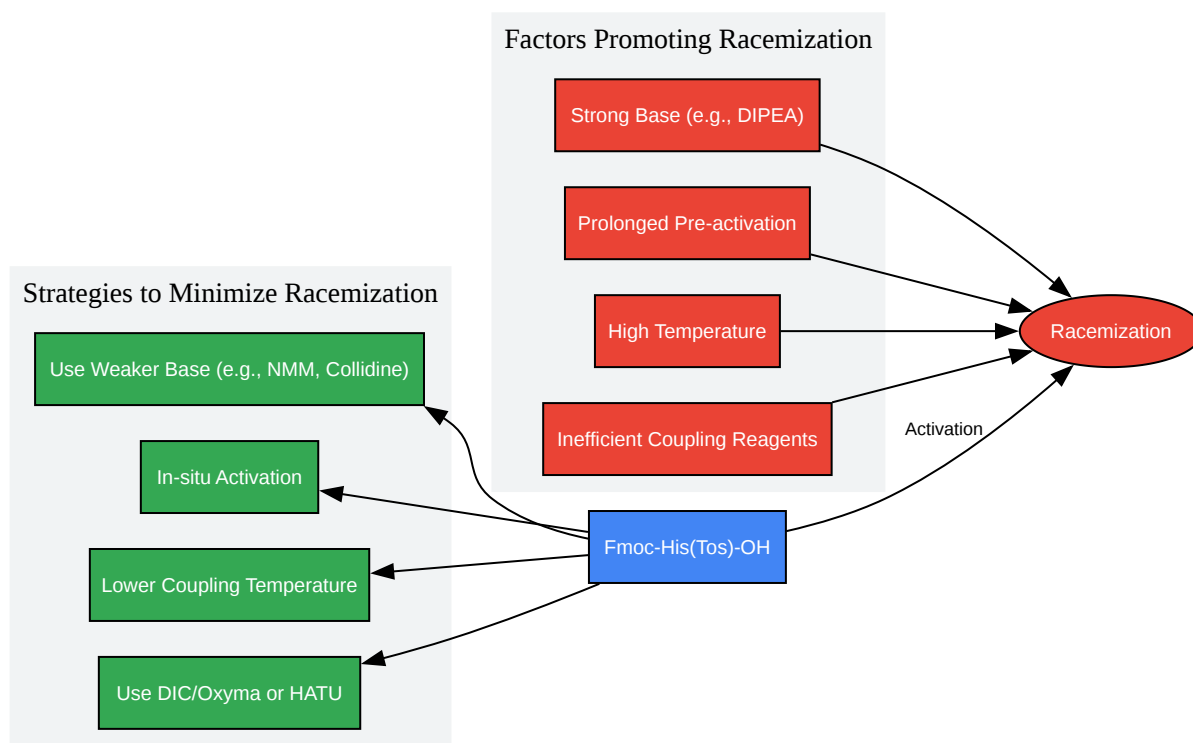 Factors Promoting Racemization
Strong Base (e.g., DIPEA)
Prolonged Pre-activation
High Temperature
Inefficient Coupling Reagents
Racemization
Activation
Strategies to Minimize Racemization
Use Weaker Base (e.g., NMM, Collidine)
In-situ Activation
Lower Coupling Temperature
Use DIC/Oxyma or HATU
Fmoc-His(Tos)-OH